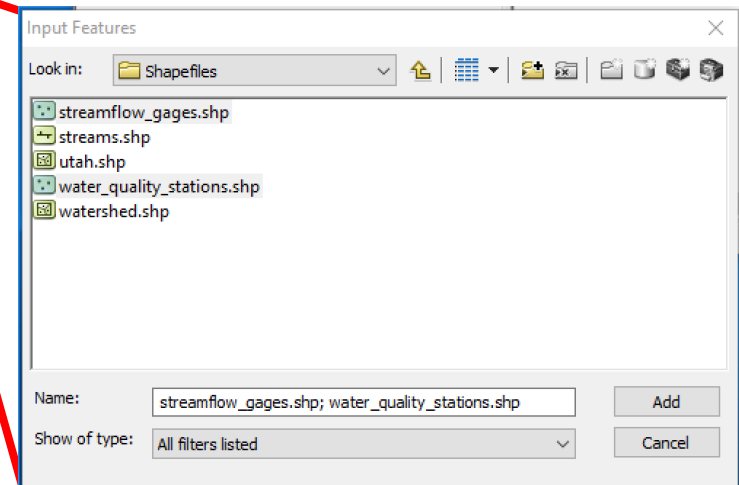 Input Features
Look in: Shapefiles
streamflow_gages.shp
streams.shp
utah.shp
water_quality_stations.shp
watershed.shp
Name: streamflow_gages.shp; water_quality_stations.shp Add
Show of type: All filters listed Cancel